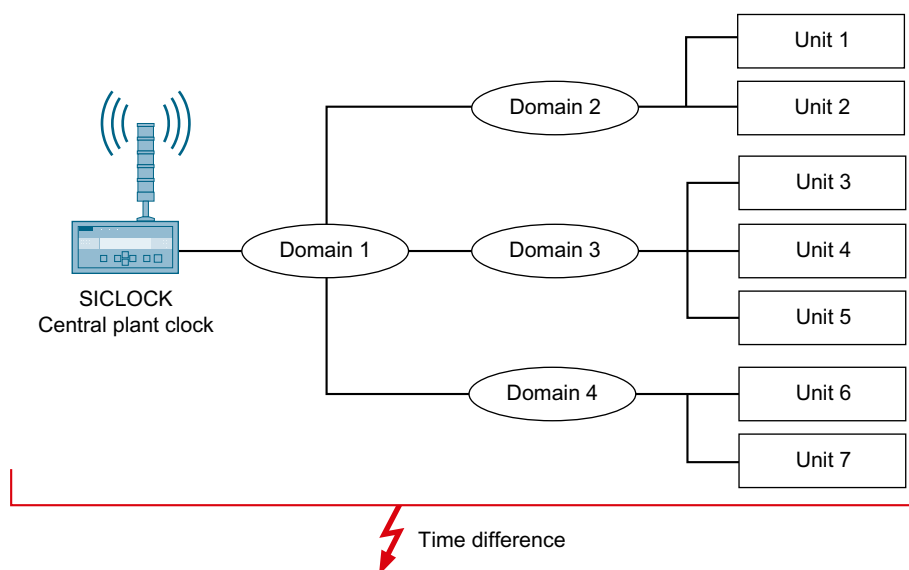 Unit 1
Domain 2
Unit 2
Unit 3
Domain 1
Domain 3
Unit 4
SICLOCK
Central plant clock
Unit 5
Domain 4
Unit 6
Unit 7
Time difference